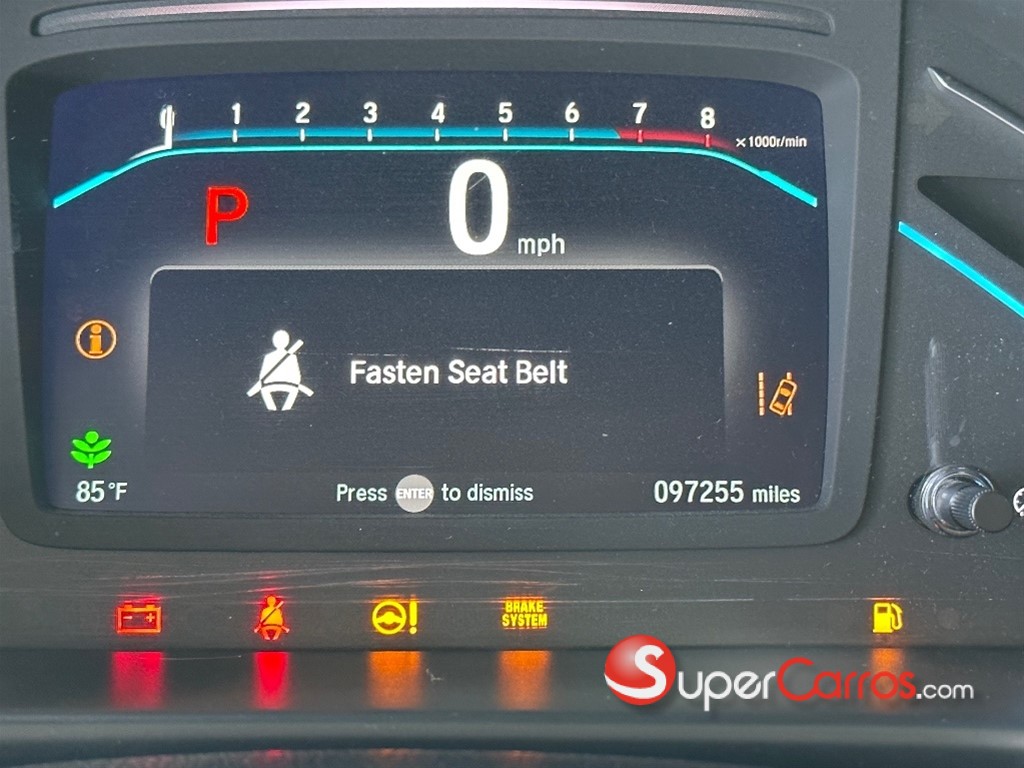 0 1 2 3 4 5 6 7 8
×1000r/min
P
0 mph
Fasten Seat Belt
85°F
Press ENTER to dismiss
097255 miles
BRAKE
SYSTEM
SuperCarros.com